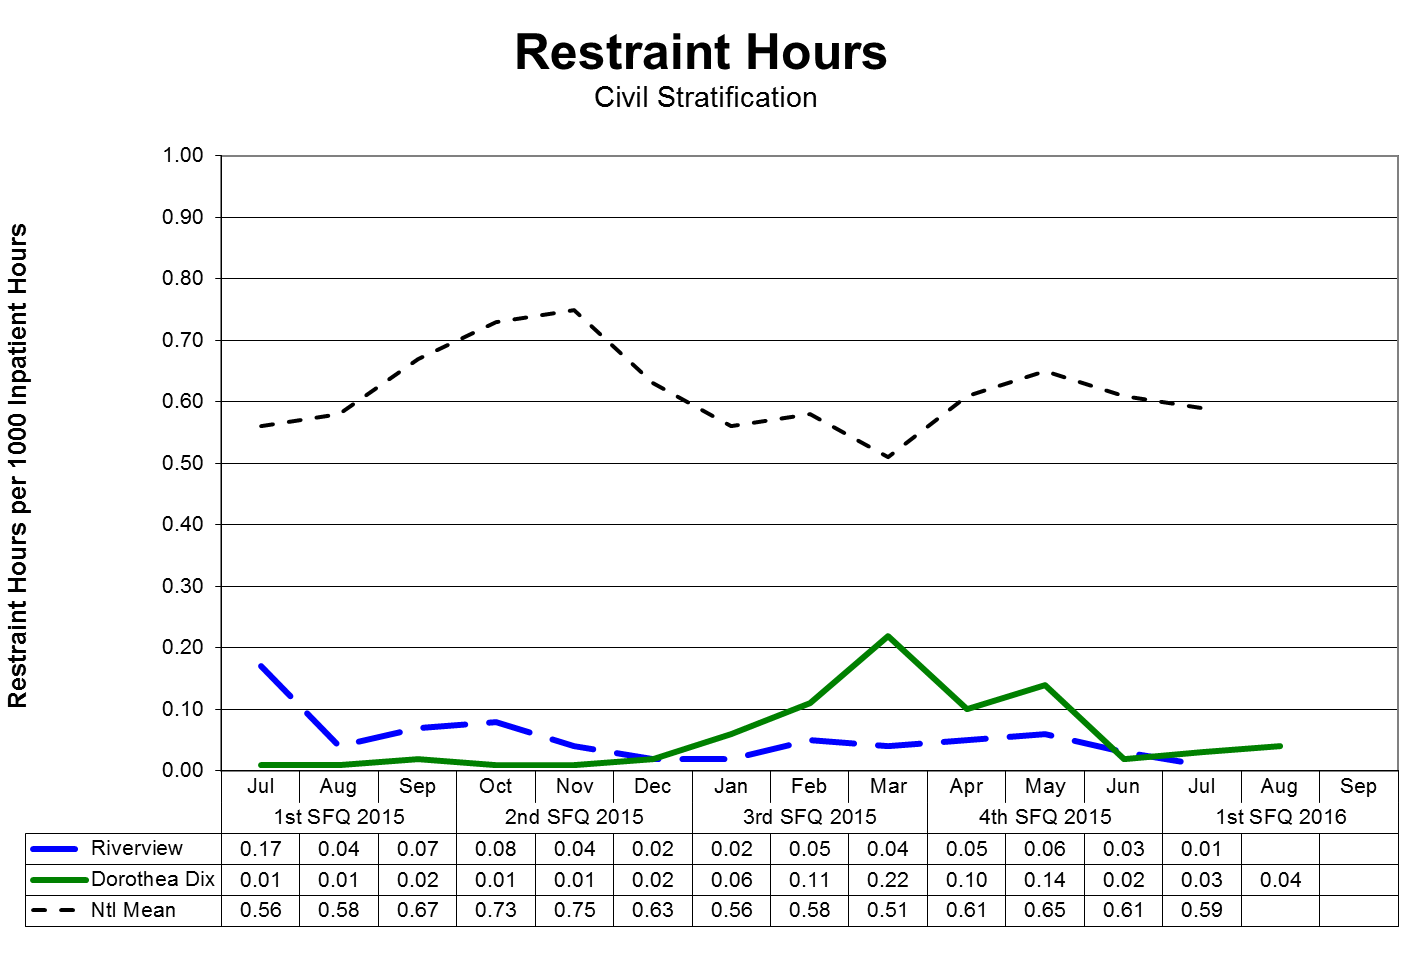 Restraint Hours
Civil Stratification
Restraint Hours per 1000 Inpatient Hours
1.00
0.90
0.80
0.70
0.60
0.50
0.40
0.30
0.20
0.10
0.00
Jul Aug Sep Oct Nov Dec Jan Feb Mar Apr May Jun Jul Aug Sep
1st SFQ 2015 2nd SFQ 2015 3rd SFQ 2015 4th SFQ 2015 1st SFQ 2016
Riverview 0.17 0.04 0.07 0.08 0.04 0.02 0.02 0.05 0.04 0.05 0.06 0.03 0.01
Dorothea Dix 0.01 0.01 0.02 0.01 0.01 0.02 0.06 0.11 0.22 0.10 0.14 0.02 0.03 0.04
Ntl Mean 0.56 0.58 0.67 0.73 0.75 0.63 0.56 0.58 0.51 0.61 0.65 0.61 0.59